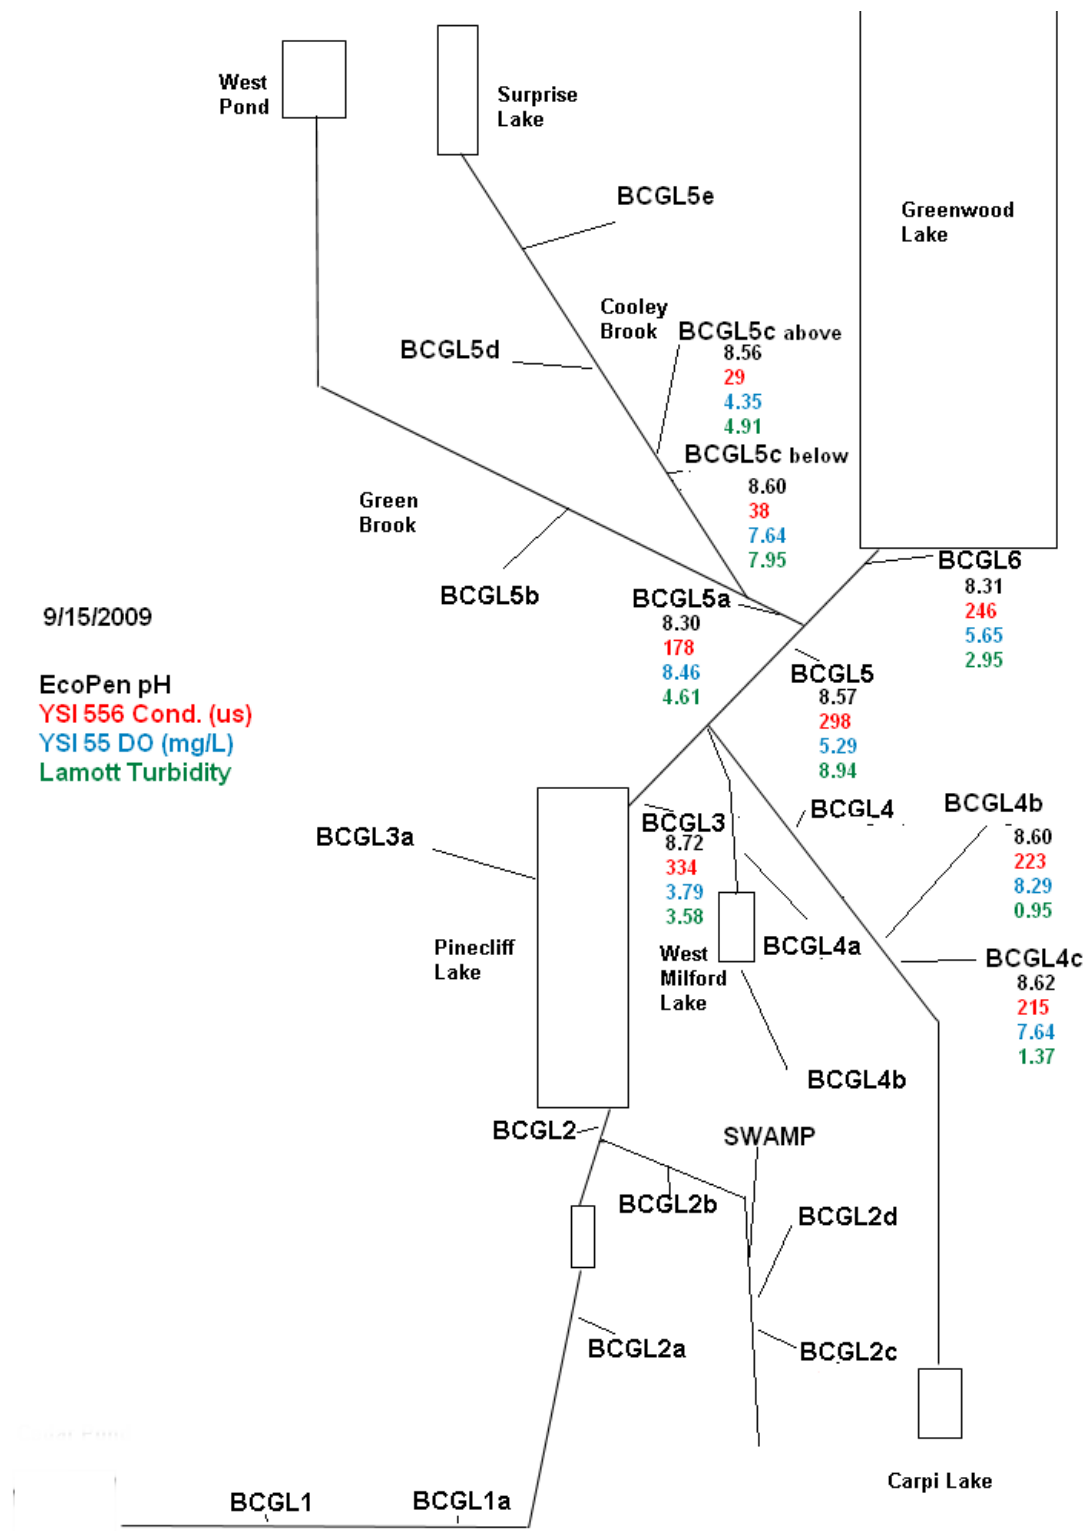 West
Pond
Surprise
Lake
BCGL5e
Greenwood
Lake
Cooley
Brook
BCGL5c above
8.56
29
4.35
4.91
BCGL5d
BCGL5c below
8.60
38
7.64
7.95
Green
Brook
BCGL5b
BCGL6
8.31
246
5.65
2.95
BCGL5a
8.30
178
8.46
4.61
9/15/2009
EcoPen pH
YSI 556 Cond. (us)
YSI 55 DO (mg/L)
Lamott Turbidity
BCGL5
8.57
298
5.29
8.94
BCGL3a
BCGL3
8.72
334
3.79
3.58
BCGL4
BCGL4b
8.60
223
8.29
0.95
Pinecliff
Lake
West
Milford
Lake
BCGL4a
BCGL4c
8.62
215
7.64
1.37
BCGL4b
BCGL2
SWAMP
BCGL2b
BCGL2d
BCGL2a
BCGL2c
Carpi Lake
BCGL1
BCGL1a